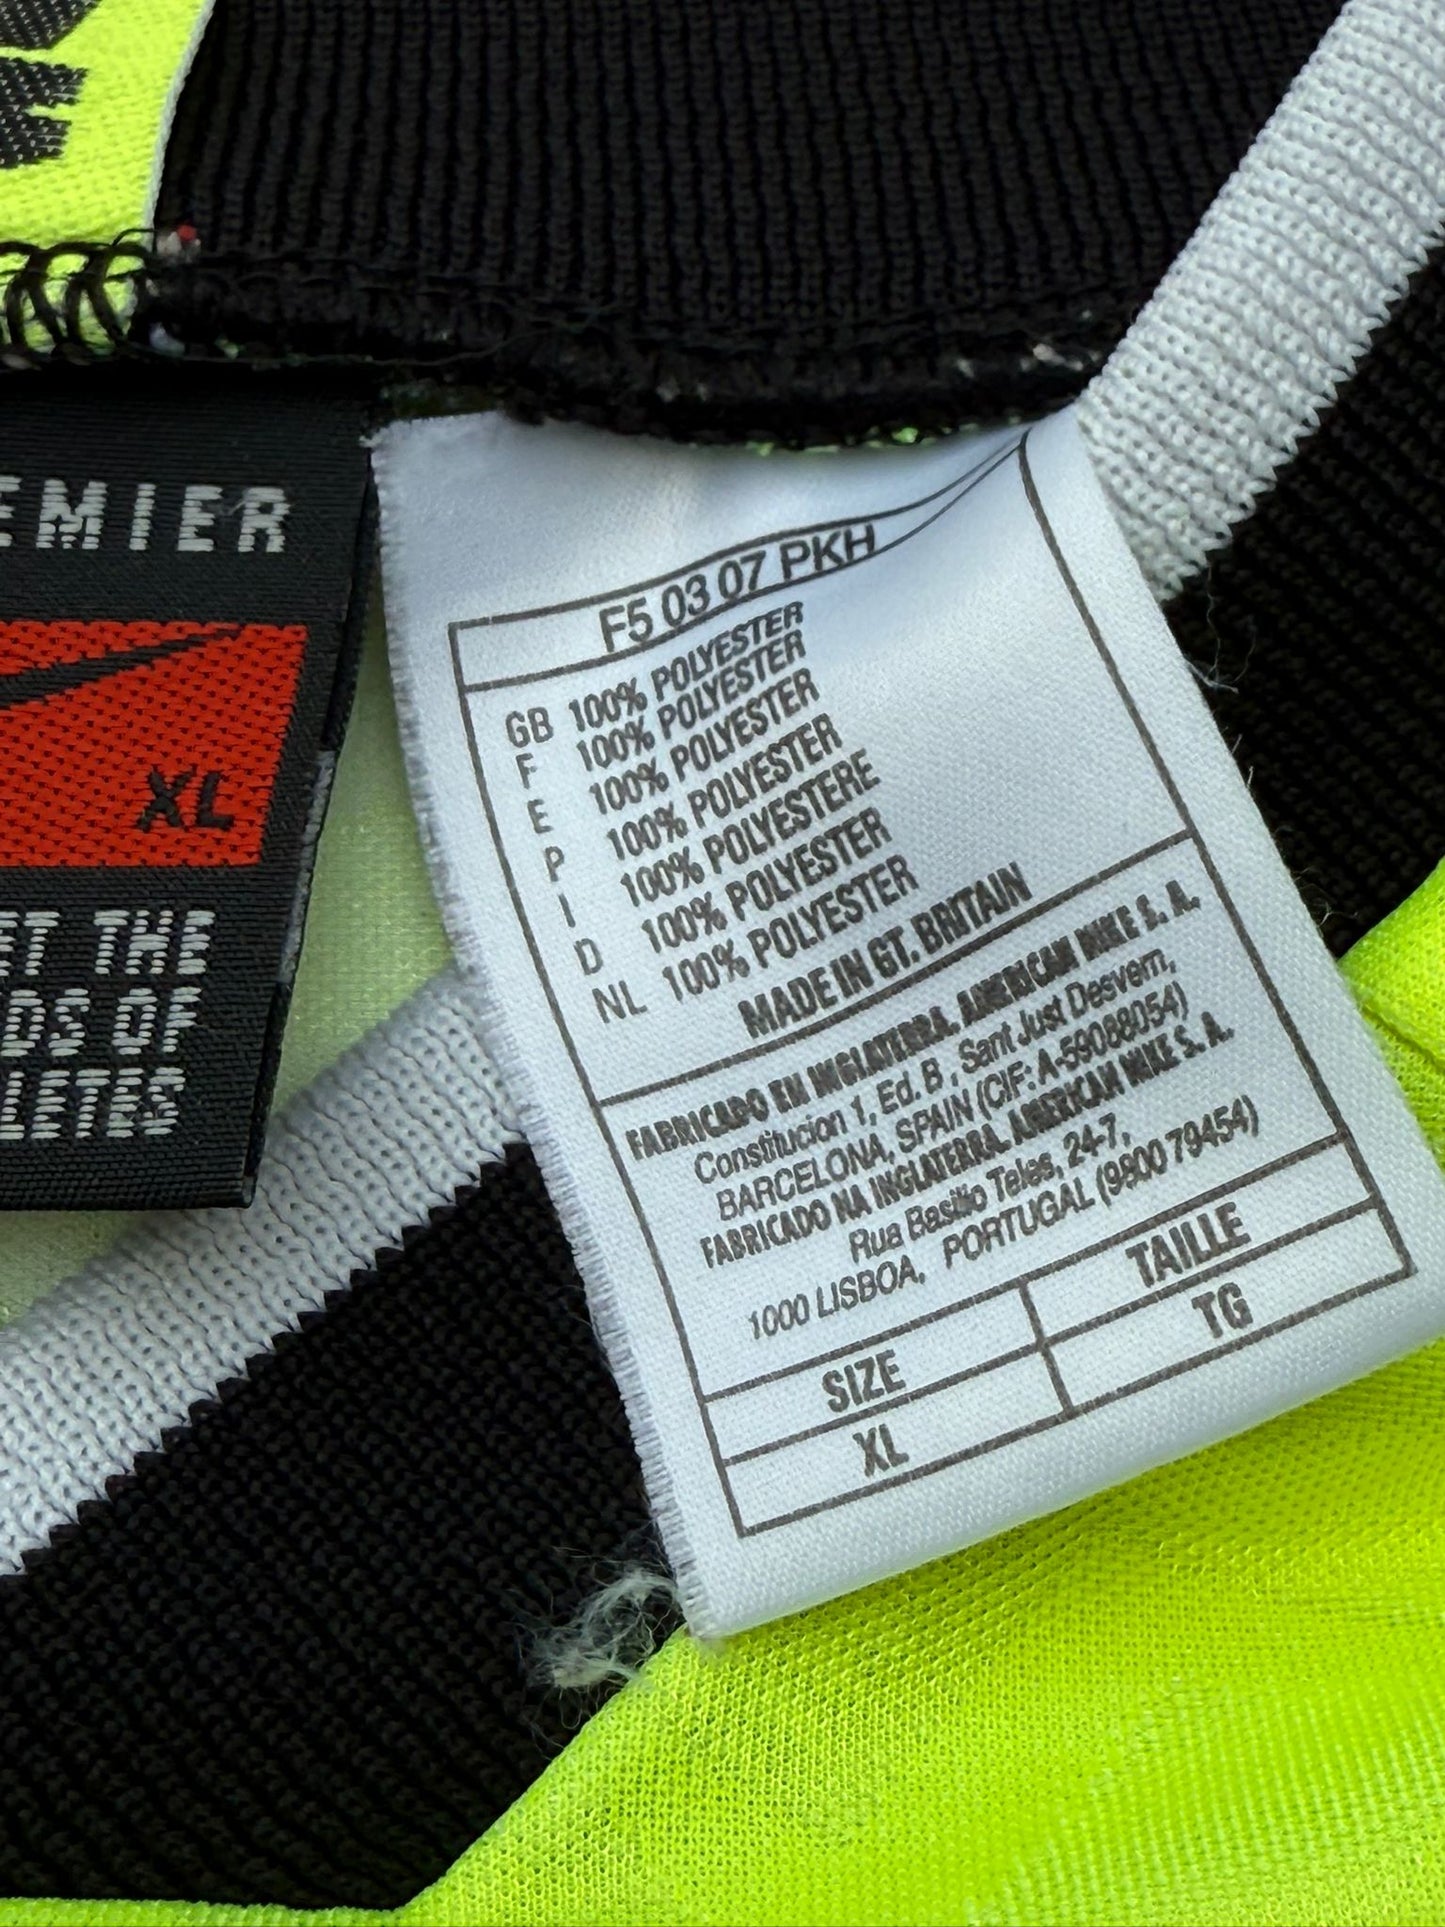 EMIER
XL
ET THE
DS OF
LETES
F5 03 07 PKH
GB 100% POLYESTER
F 100% POLYESTER
E 100% POLYESTER
P 100% POLYESTER
I 100% POLYESTERE
D 100% POLYESTER
NL 100% POLYESTER
MADE IN GT. BRITAIN
FABRICADO EN INGLATERRA. AMERICAN NIKE S. A.
Constitucion 1, Ed. B , Sant Just Desvern,
BARCELONA, SPAIN (CIF: A-59088054)
FABRICADO NA INGLATERRA. AMERICAN NIKE S. A.
Rua Basilio Teles, 24-7,
1000 LISBOA, PORTUGAL (9800 79454)
SIZE TAILLE
XL TG